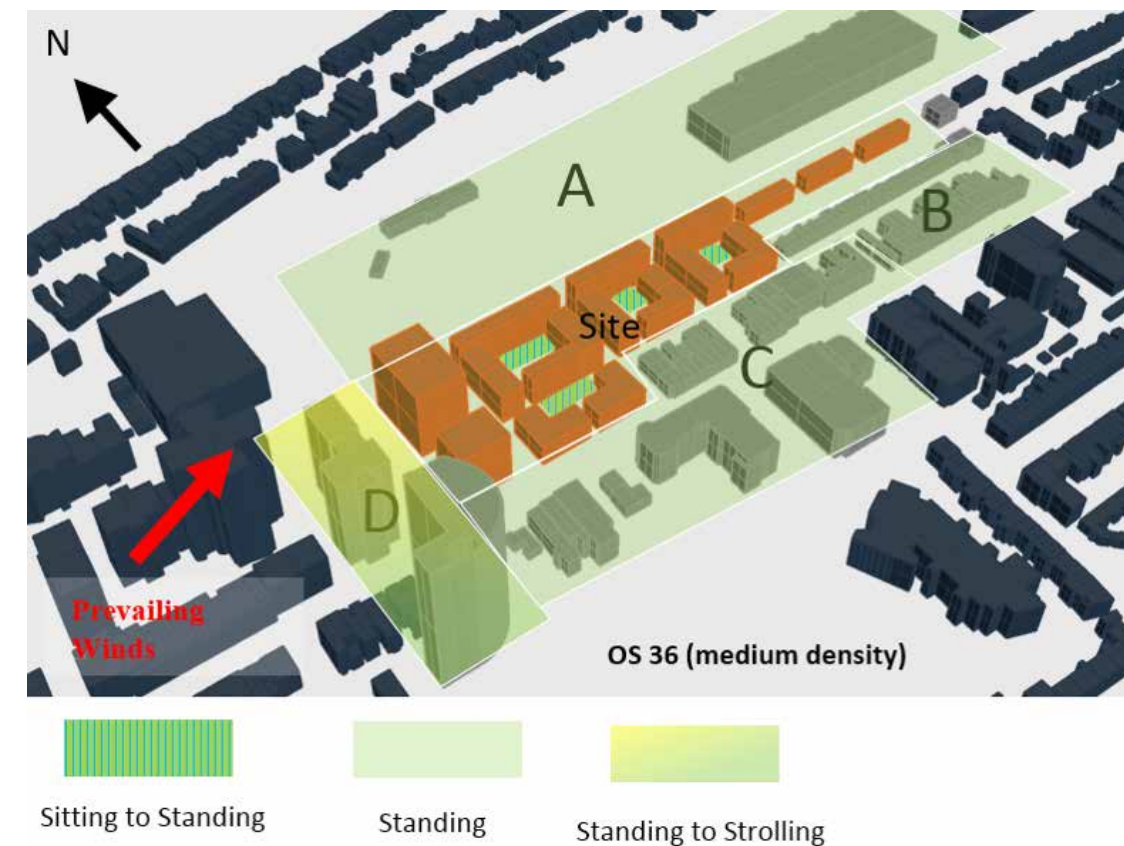 N
A
B
Site
C
D
Prevailing
Winds
OS 36 (medium density)
Sitting to Standing
Standing
Standing to Strolling